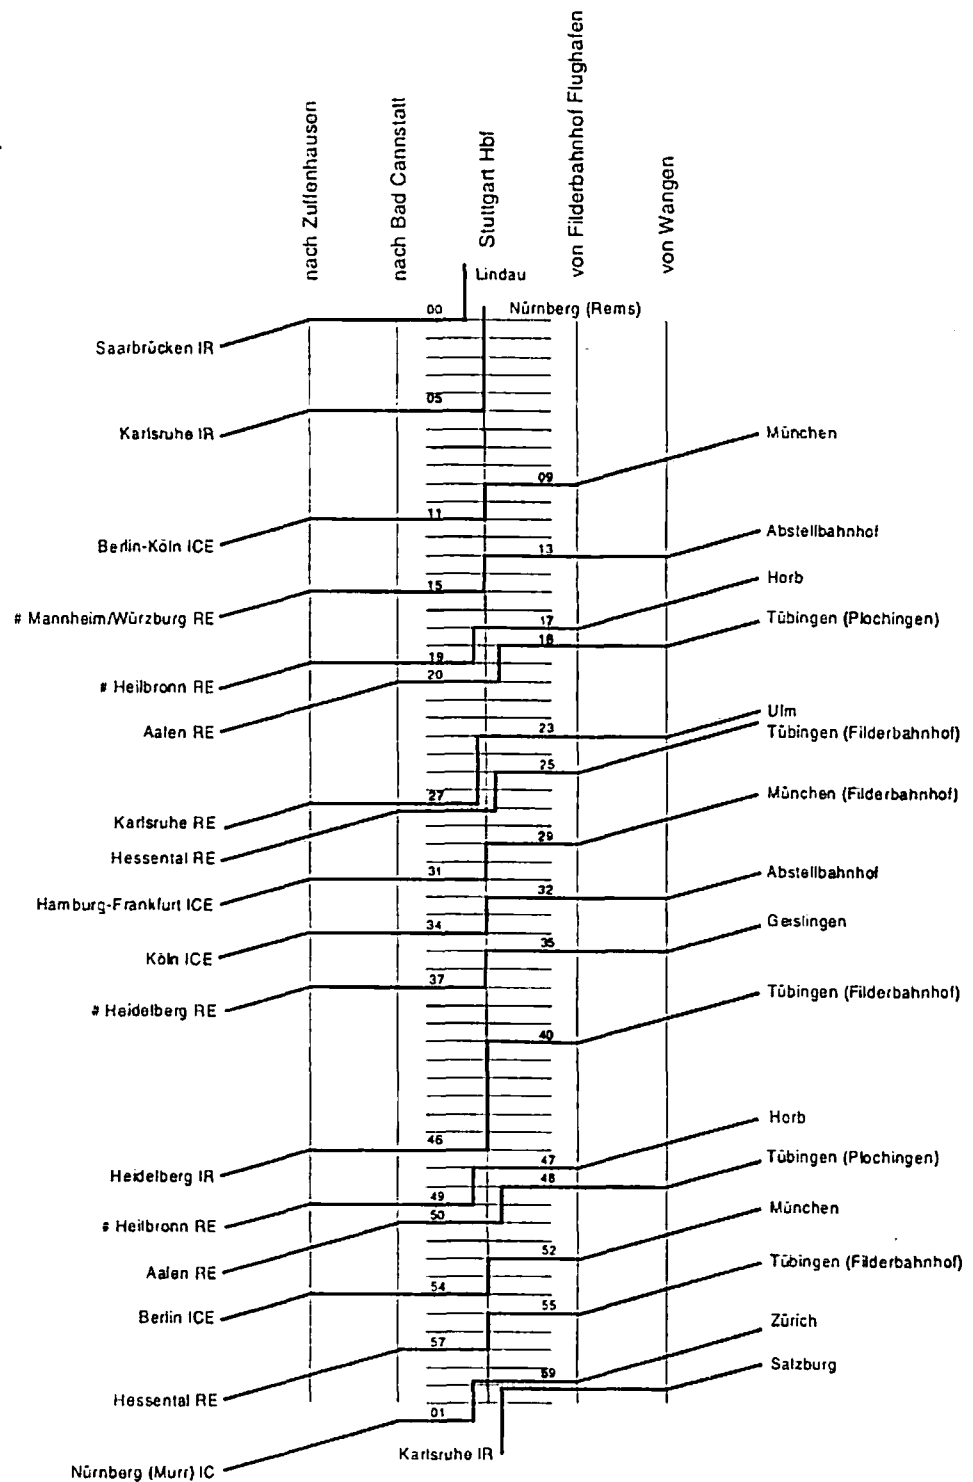 nach Zuffenhausen
nach Bad Cannstatt
Stuttgart Hbf
von Filderbahnhof Flughafen
von Wangen
Lindau
00
Nürnberg (Rems)
Saarbrücken IR
05
Karlsruhe IR
München
09
11
Berlin-Köln ICE
Abstellbahnhof
13
15
Horb
# Mannheim/Würzburg RE
17
Tübingen (Plochingen)
18
19
# Heilbronn RE
20
Aalen RE
Ulm
23
Tübingen (Filderbahnhof)
25
27
München (Filderbahnhof)
Karlsruhe RE
29
Hessental RE
31
Abstellbahnhof
32
Hamburg-Frankfurt ICE
Geislingen
34
35
Köln ICE
37
Tübingen (Filderbahnhof)
# Heidelberg RE
40
Horb
46
47
Tübingen (Plochingen)
Heidelberg IR
48
49
München
50
# Heilbronn RE
52
Tübingen (Filderbahnhof)
Aalen RE
54
55
Berlin ICE
Zürich
57
Salzburg
59
Hessental RE
01
Karlsruhe IR
Nürnberg (Murr) IC